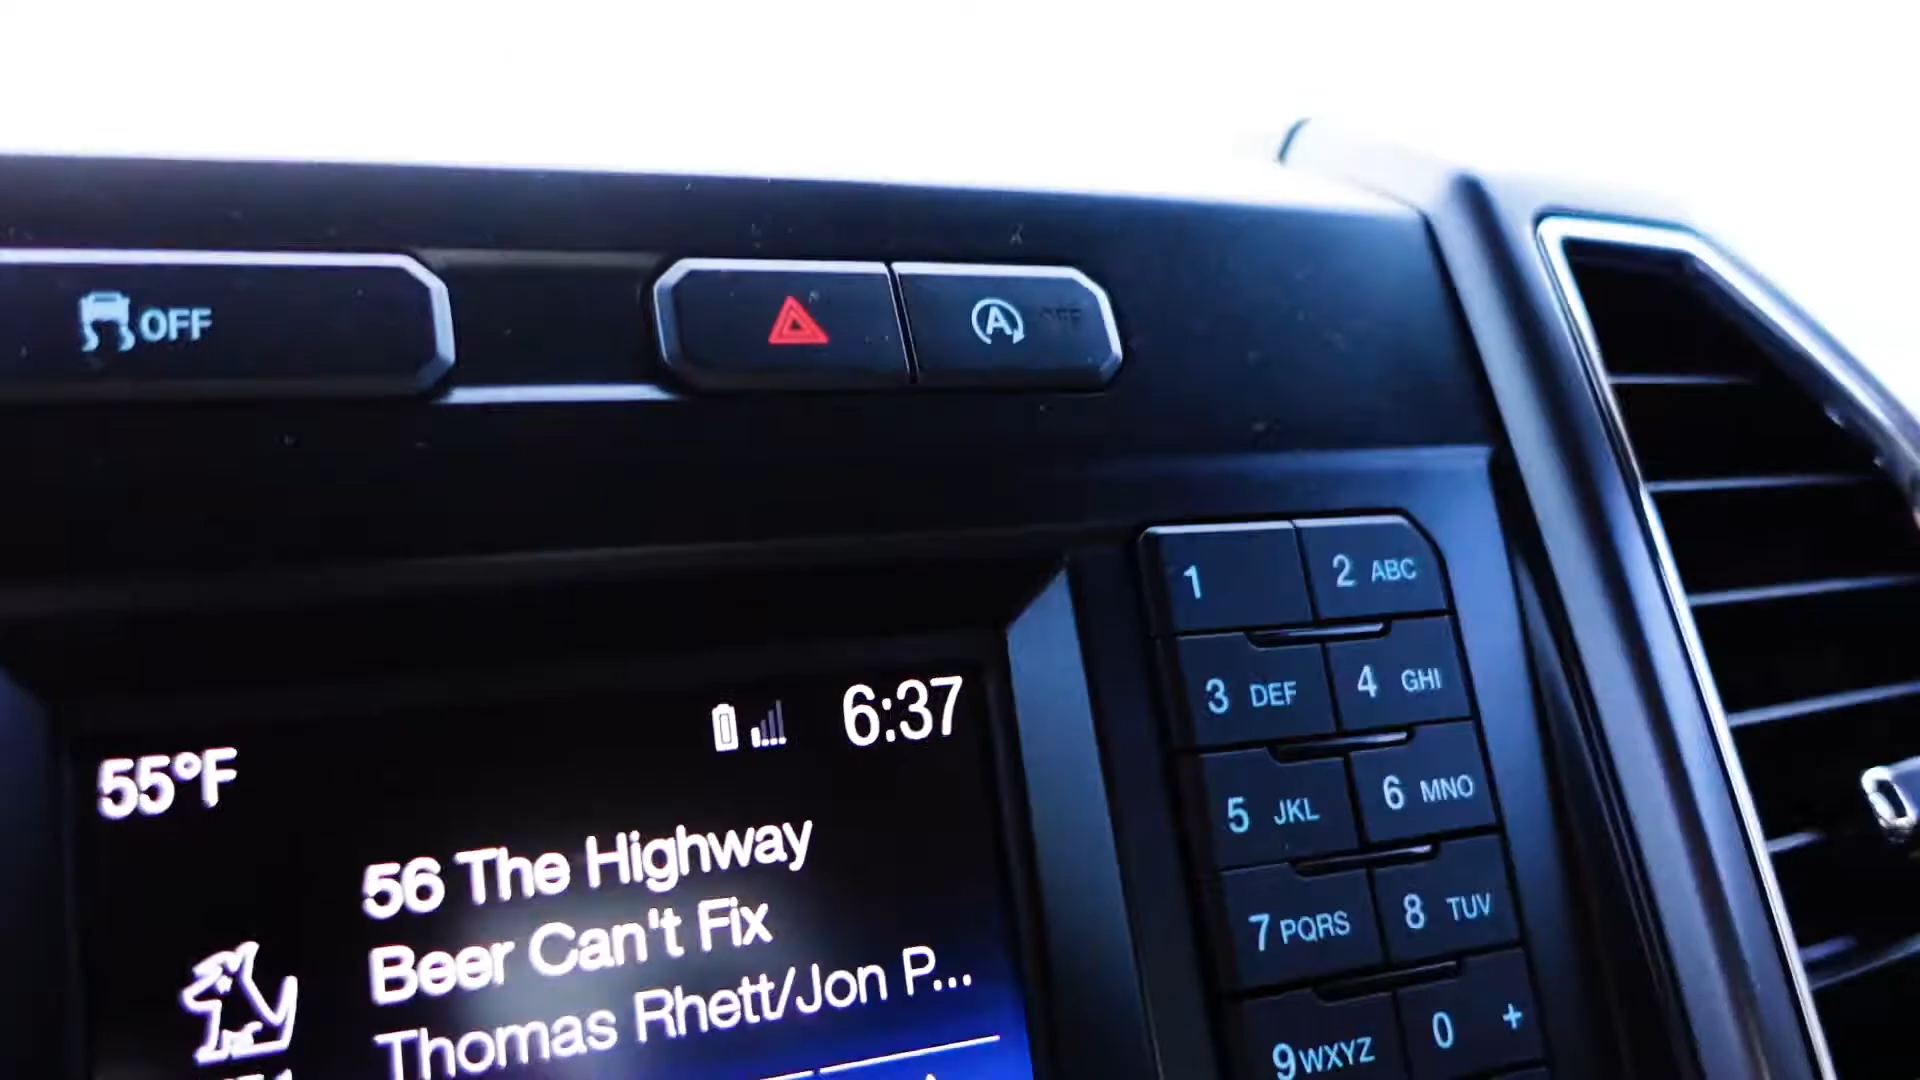 OFF
A OFF
6:37
55°F
56 The Highway
Beer Can't Fix
Thomas Rhett/Jon P...
1
2 ABC
3 DEF
4 GHI
5 JKL
6 MNO
7 PQRS
8 TUV
9 WXYZ
0 +